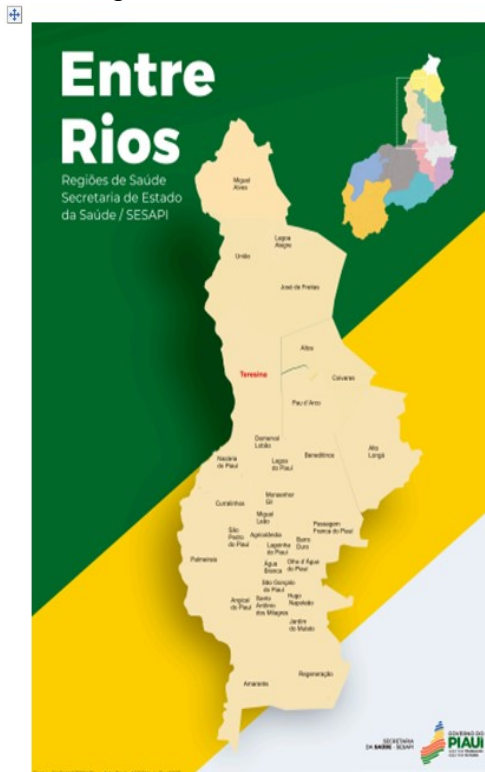 Entre
Rios
Regiões de Saúde
Secretaria de Estado
da Saúde / SESAPI
Miguel
Alves
Lagoa
Alegre
União
José de Freitas
Altos
Teresina
Coivaras
Pau d'Arco
Demerval
Lobão
Alto
Longá
Nazária
do Piauí
Lagoa
do Piauí
Beneditinos
Monsenhor
Gil
Curralinhos
Miguel
Leão
Passagem
Franca do Piauí
São
Pedro
do Piauí
Agricolândia
Barro
Duro
Lagoinha
do Piauí
Palmeirais
Água
Branca
Olho d'Água
do Piauí
São Gonçalo
do Piauí
Angical
do Piauí
Santo
Antônio
dos Milagres
Hugo
Napoleão
Jardim
do Mulato
Regeneração
Amarante
SECRETARIA
DA SAÚDE - SESAPI
GOVERNO DO
PIAUÍ